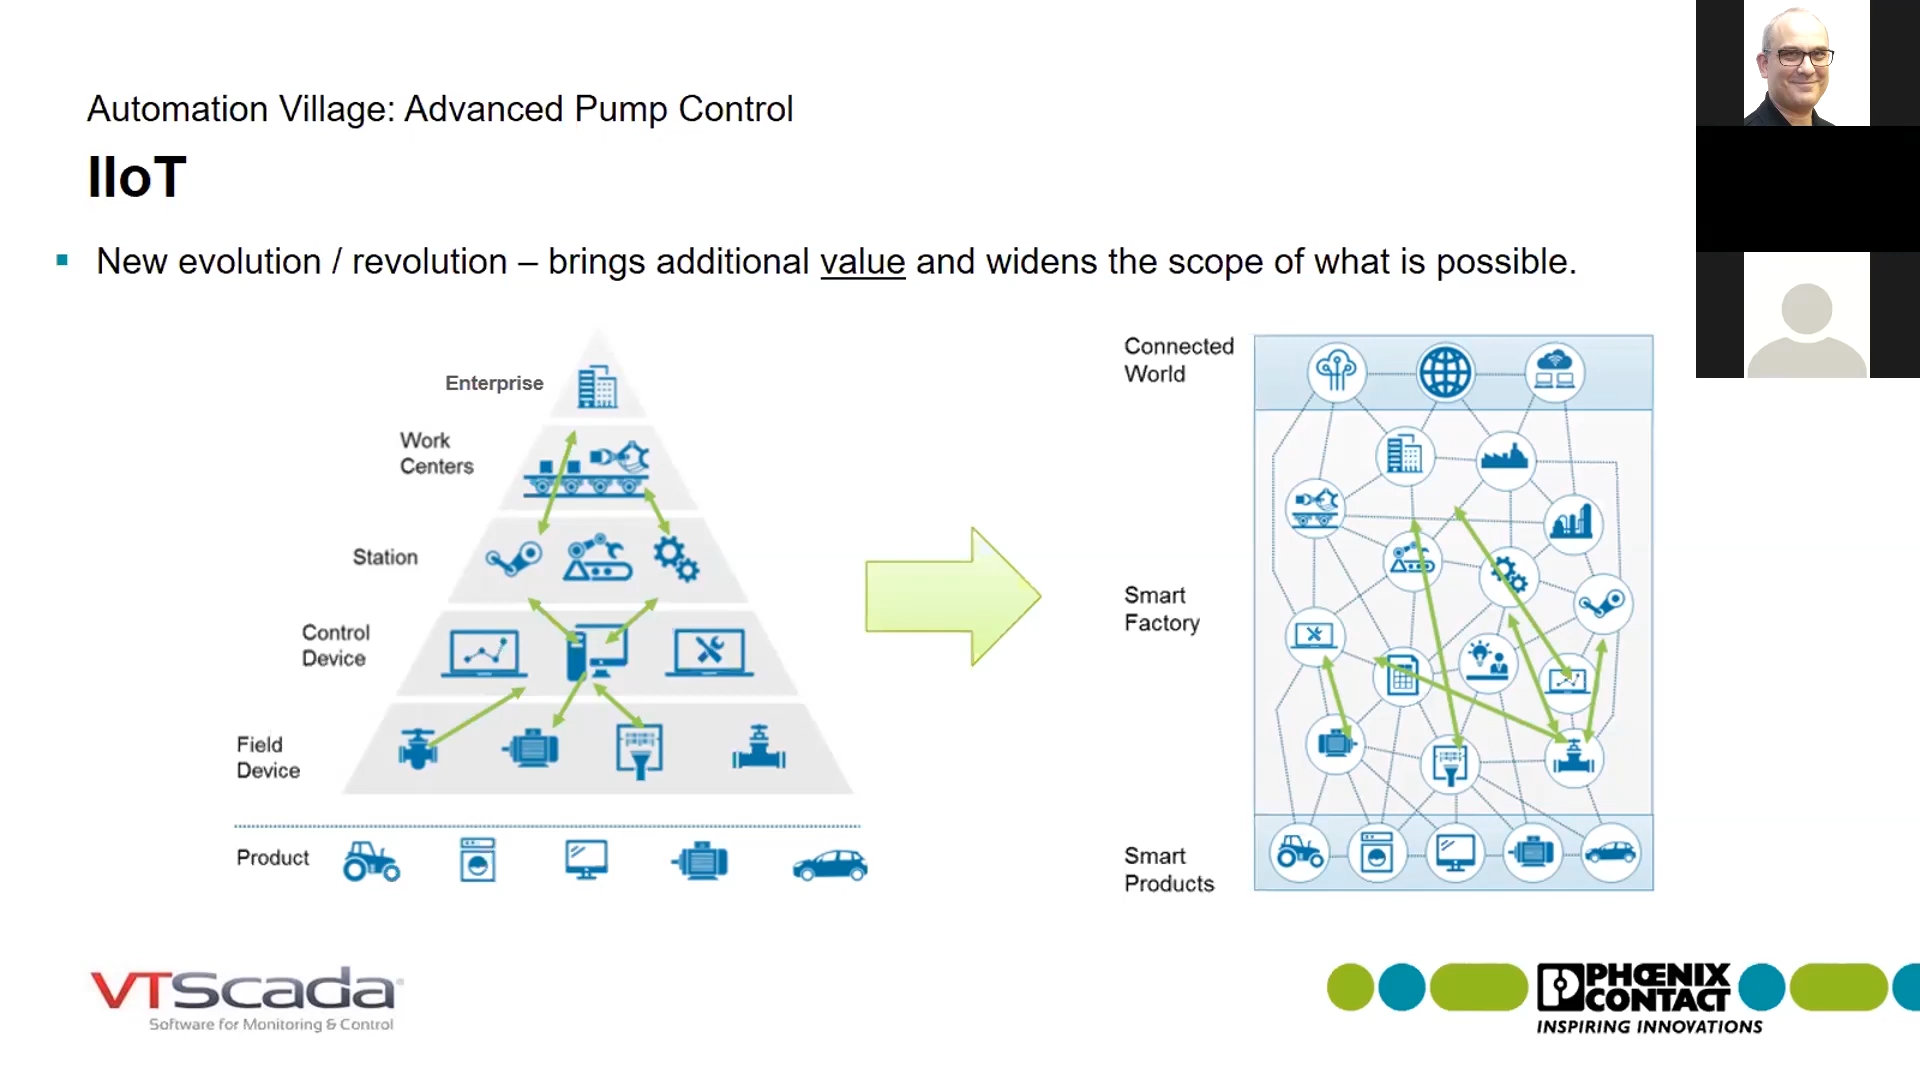 Automation Village: Advanced Pump Control
IIoT
▪ New evolution / revolution – brings additional value and widens the scope of what is possible.
Enterprise
Work
Centers
Station
Control
Device
Field
Device
Product
Connected
World
Smart
Factory
Smart
Products
VTScada
Software for Monitoring & Control
PHŒNIX
CONTACT
INSPIRING INNOVATIONS